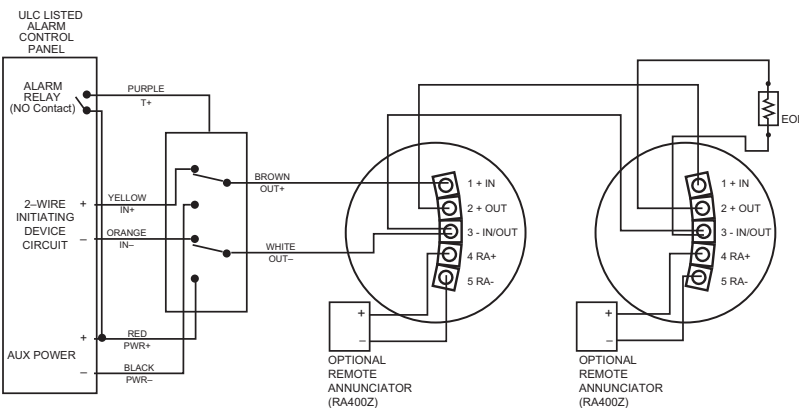 ULC LISTED
ALARM
CONTROL
PANEL
ALARM
RELAY
(NO Contact)
PURPLE
T+
2–WIRE
INITIATING
DEVICE
CIRCUIT
+
–
YELLOW
IN+
ORANGE
IN–
AUX POWER
+
–
RED
PWR+
BLACK
PWR–
BROWN
OUT+
WHITE
OUT–
1 + IN
2 + OUT
3 - IN/OUT
4 RA+
5 RA-
+
–
OPTIONAL
REMOTE
ANNUNCIATOR
(RA400Z)
1 + IN
2 + OUT
3 - IN/OUT
4 RA+
5 RA-
+
–
OPTIONAL
REMOTE
ANNUNCIATOR
(RA400Z)